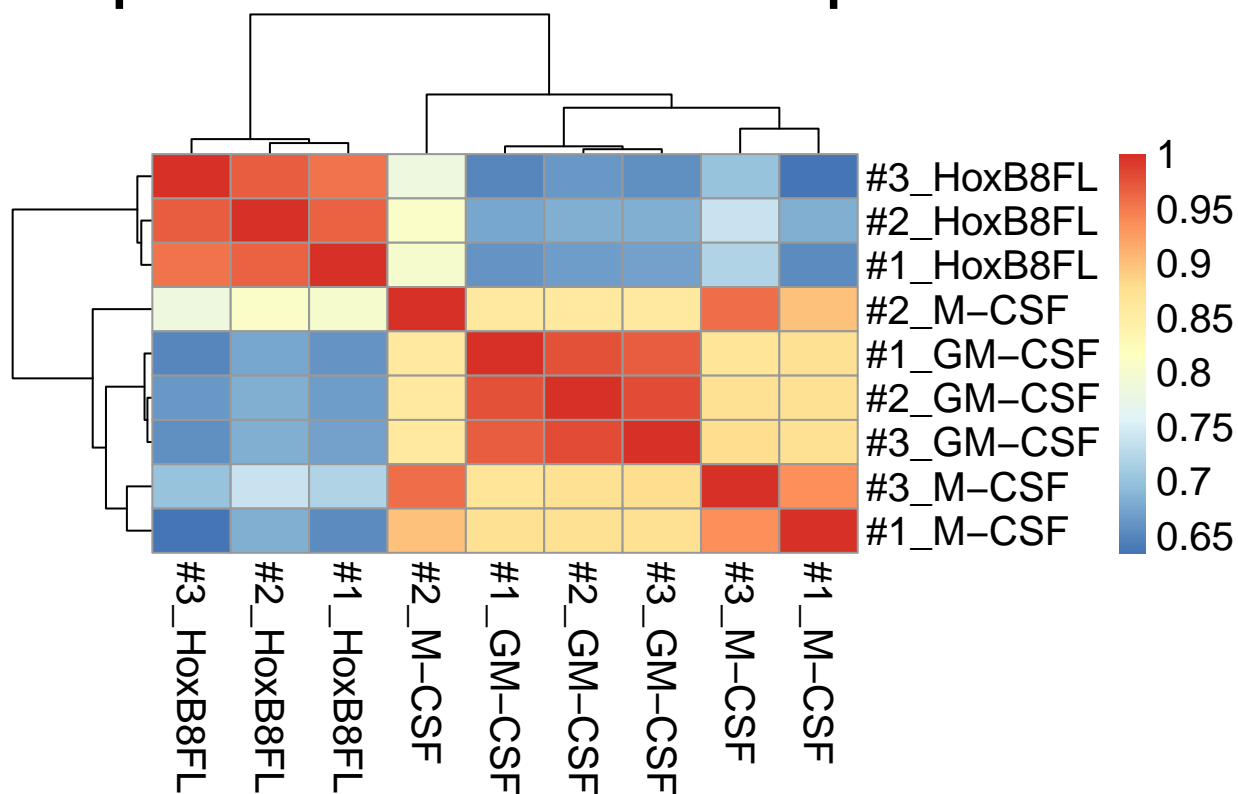 1
0.95
0.9
0.85
0.8
0.75
0.7
0.65
#3_HoxB8FL
#2_HoxB8FL
#1_HoxB8FL
#2_M−CSF
#1_GM−CSF
#2_GM−CSF
#3_GM−CSF
#3_M−CSF
#1_M−CSF
#3_HoxB8FL
#2_HoxB8FL
#1_HoxB8FL
#2_M−CSF
#1_GM−CSF
#2_GM−CSF
#3_GM−CSF
#3_M−CSF
#1_M−CSF